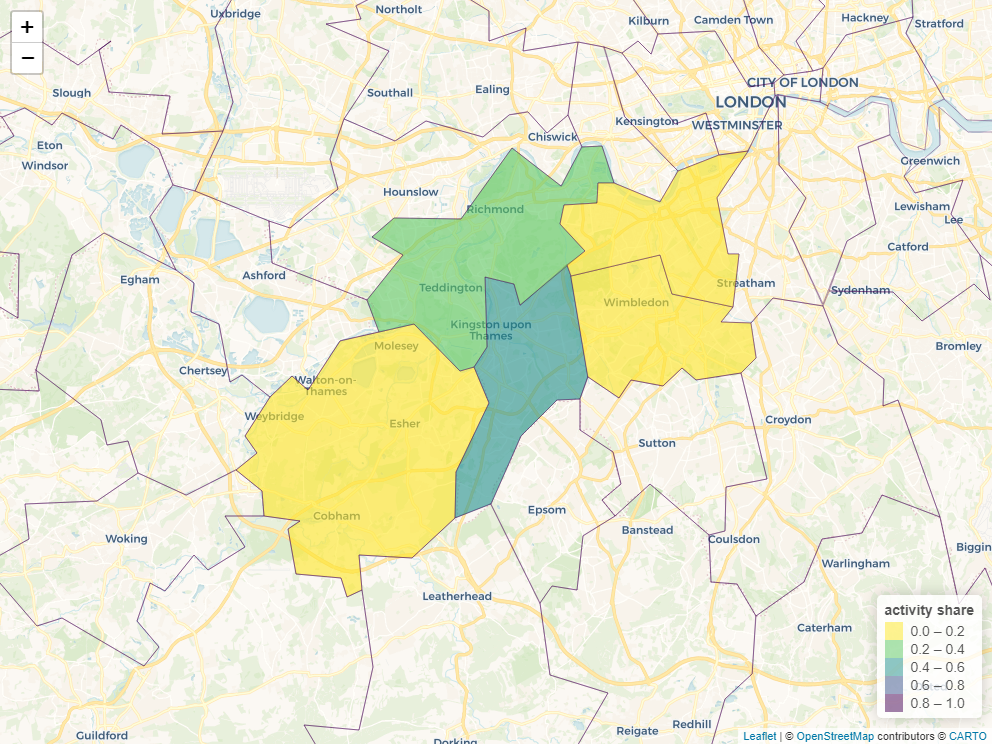 +
−
Uxbridge
Northolt
Kilburn
Camden Town
Hackney
Stratford
Slough
Southall
Ealing
CITY OF LONDON
LONDON
Kensington
WESTMINSTER
Chiswick
Eton
Windsor
Greenwich
Hounslow
Richmond
Lewisham
Lee
Catford
Egham
Ashford
Teddington
Streatham
Sydenham
Wimbledon
Kingston upon
Thames
Molesey
Bromley
Chertsey
Walton-on-
Thames
Weybridge
Esher
Croydon
Sutton
Cobham
Epsom
Woking
Banstead
Coulsdon
Biggin
Warlingham
Leatherhead
Caterham
activity share
0.0 – 0.2
0.2 – 0.4
0.4 – 0.6
0.6 – 0.8
0.8 – 1.0
Guildford
Dorking
Reigate
Redhill
Leaflet | © OpenStreetMap contributors © CARTO